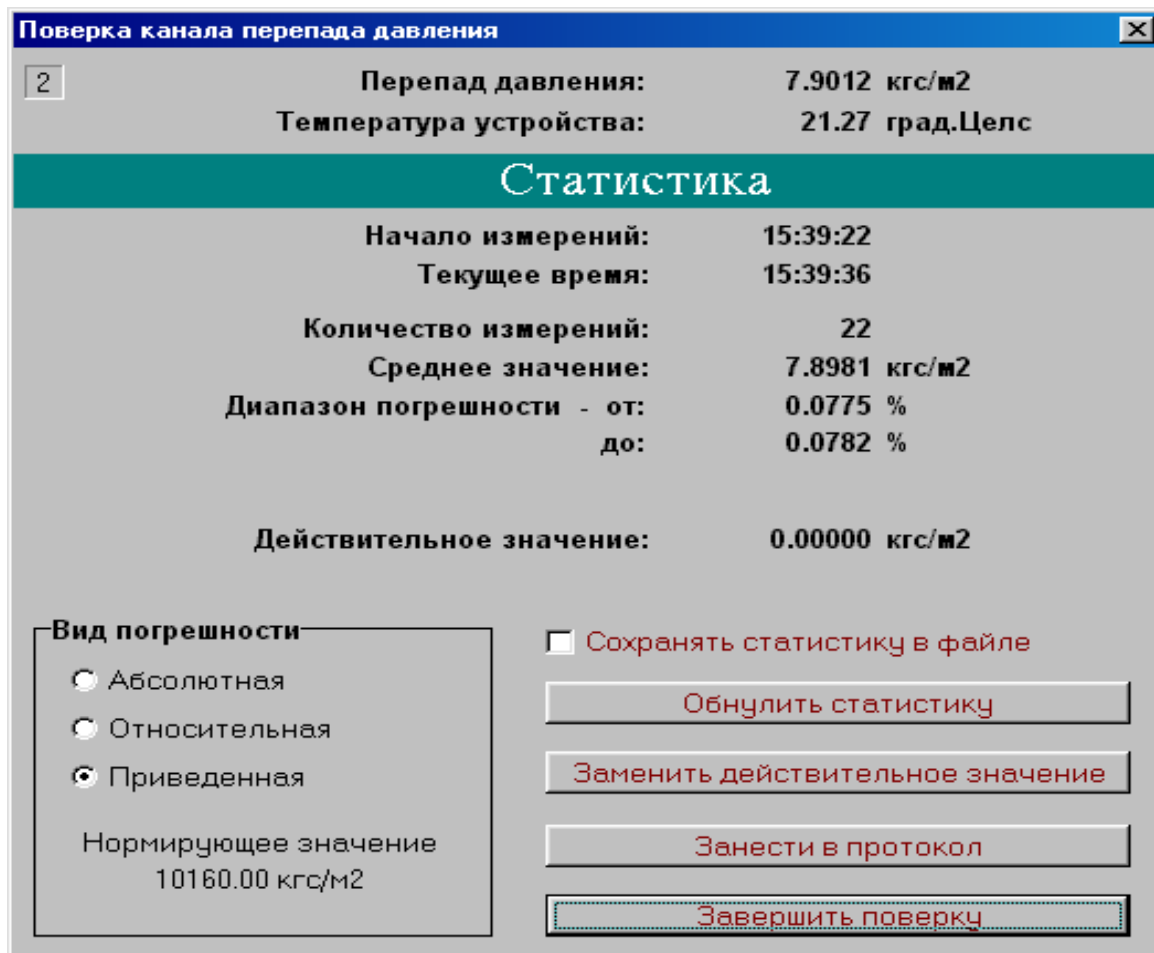 Поверка канала перепада давления
2 Перепад давления: 7.9012 кгс/м2
Температура устройства: 21.27 град.Целс
Статистика
Начало измерений: 15:39:22
Текущее время: 15:39:36
Количество измерений: 22
Среднее значение: 7.8981 кгс/м2
Диапазон погрешности - от: 0.0775 %
до: 0.0782 %
Действительное значение: 0.00000 кгс/м2
Вид погрешности
Абсолютная
Относительная
Приведенная
Нормирующее значение
10160.00 кгс/м2
Сохранять статистику в файле
Обнулить статистику
Заменить действительное значение
Занести в протокол
Завершить поверку